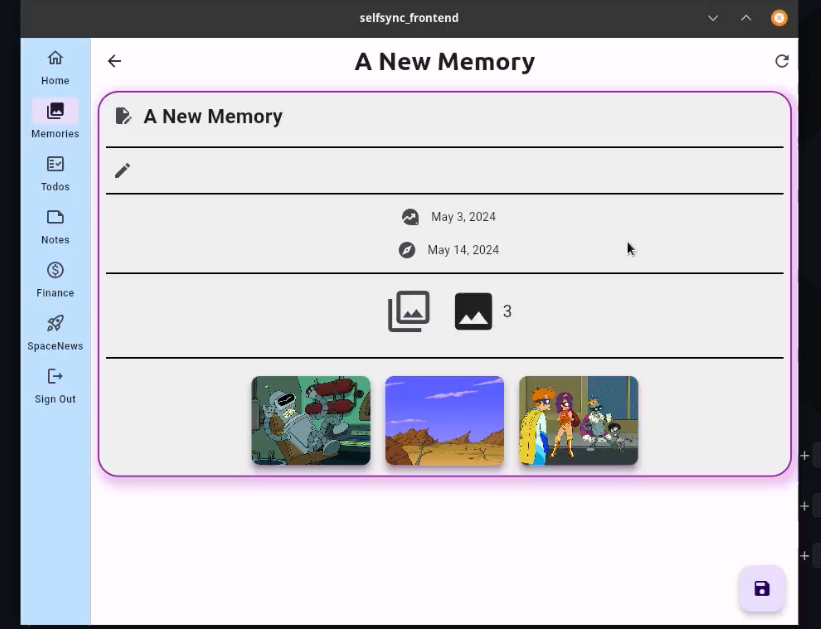 selfsync_frontend
A New Memory
Home
Memories
Todos
Notes
Finance
SpaceNews
Sign Out
A New Memory
May 3, 2024
May 14, 2024
3